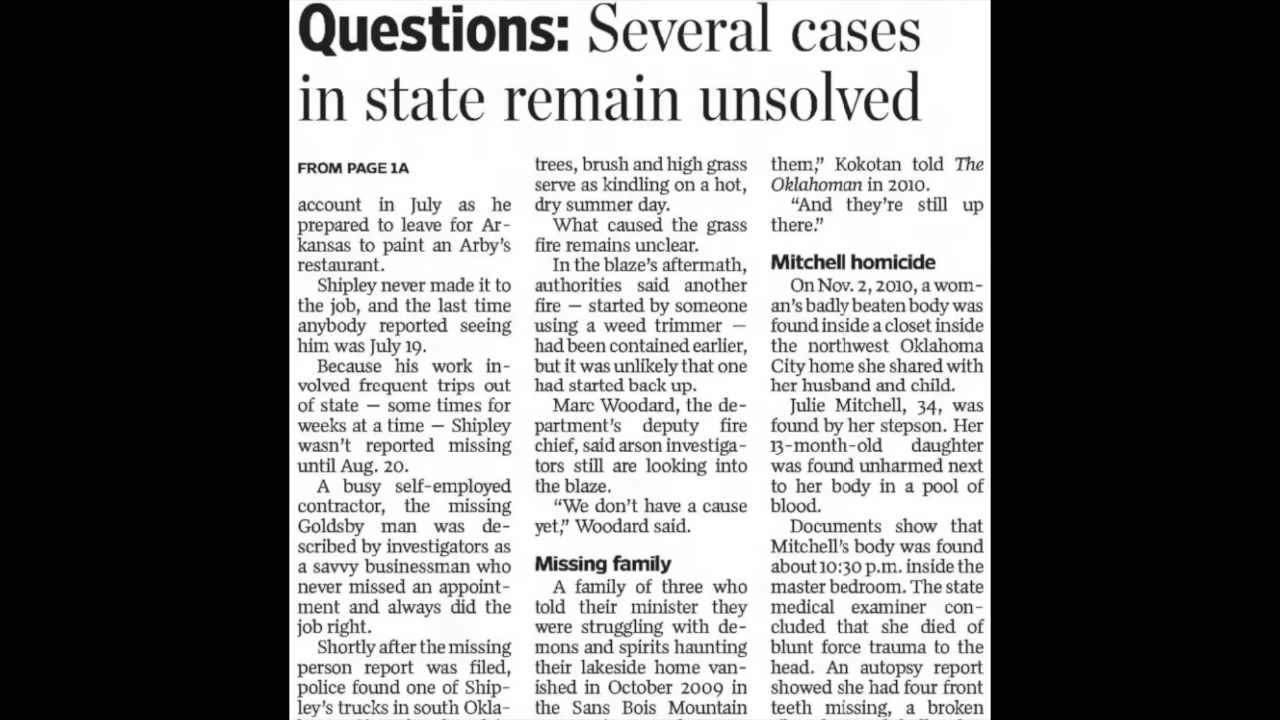 Questions: Several cases
in state remain unsolved
FROM PAGE 1A
account in July as he
prepared to leave for Ar-
kansas to paint an Arby's
restaurant.
Shipley never made it to
the job, and the last time
anybody reported seeing
him was July 19.
Because his work in-
volved frequent trips out
of state — some times for
weeks at a time — Shipley
wasn't reported missing
until Aug. 20.
A busy self-employed
contractor, the missing
Goldsby man was de-
scribed by investigators as
a savvy businessman who
never missed an appoint-
ment and always did the
job right.
Shortly after the missing
person report was filed,
police found one of Ship-
ley's trucks in south Okla-
trees, brush and high grass
serve as kindling on a hot,
dry summer day.
What caused the grass
fire remains unclear.
In the blaze's aftermath,
authorities said another
fire — started by someone
using a weed trimmer —
had been contained earlier,
but it was unlikely that one
had started back up.
Marc Woodard, the de-
partment's deputy fire
chief, said arson investiga-
tors still are looking into
the blaze.
"We don't have a cause
yet," Woodard said.
Missing family
A family of three who
told their minister they
were struggling with de-
mons and spirits haunting
their lakeside home van-
ished in October 2009 in
the Sans Bois Mountain
them," Kokotan told The
Oklahoman in 2010.
"And they're still up
there."
Mitchell homicide
On Nov. 2, 2010, a wom-
an's badly beaten body was
found inside a closet inside
the northwest Oklahoma
City home she shared with
her husband and child.
Julie Mitchell, 34, was
found by her stepson. Her
13-month-old daughter
was found unharmed next
to her body in a pool of
blood.
Documents show that
Mitchell's body was found
about 10:30 p.m. inside the
master bedroom. The state
medical examiner con-
cluded that she died of
blunt force trauma to the
head. An autopsy report
showed she had four front
teeth missing, a broken